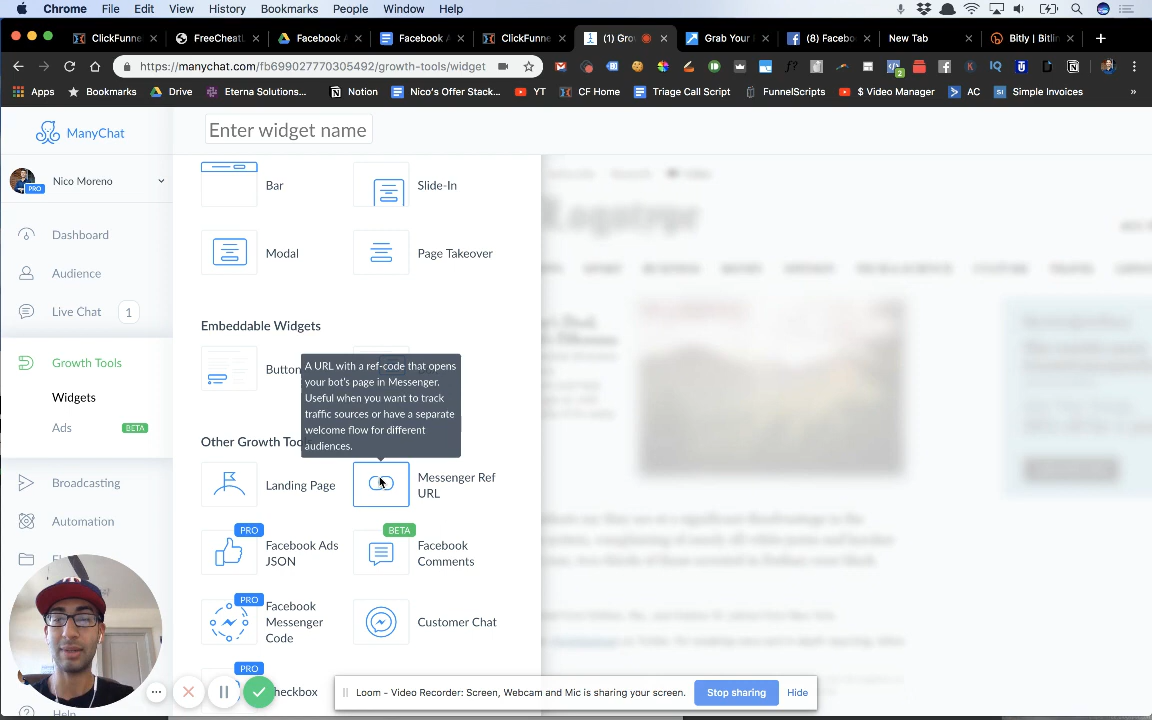 Chrome File Edit View History Bookmarks People Window Help
ClickFunne
FreeCheatL
Facebook A
Facebook A
ClickFunne
(1) Gro
Grab Your
(8) Facebo
New Tab
Bitly | Bitlin
https://manychat.com/fb699027770305492/growth-tools/widget
Apps
Bookmarks
Drive
Eterna Solutions...
Notion
Nico's Offer Stack...
YT
CF Home
Triage Call Script
FunnelScripts
$ Video Manager
AC
Simple Invoices
»
ManyChat
Enter widget name
Nico Moreno
PRO
Dashboard
Audience
Live Chat 1
Growth Tools
Widgets
Ads BETA
Broadcasting
Automation
Help
Bar
Slide-In
Modal
Page Takeover
Embeddable Widgets
Button
A URL with a ref-code that opens
your bot's page in Messenger.
Useful when you want to track
traffic sources or have a separate
welcome flow for different
audiences.
Other Growth Too
Landing Page
Messenger Ref
URL
PRO
Facebook Ads
JSON
BETA
Facebook
Comments
PRO
Facebook
Messenger
Code
Customer Chat
PRO
heckbox
Loom - Video Recorder: Screen, Webcam and Mic is sharing your screen.
Stop sharing
Hide